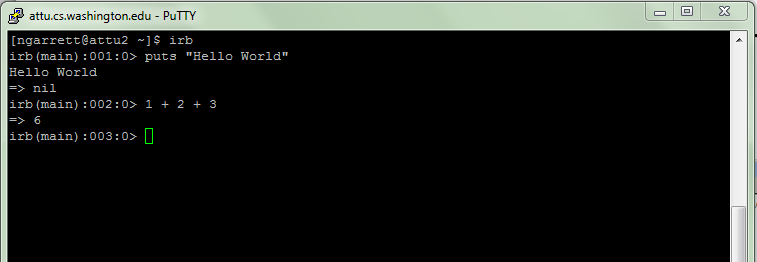 attu.cs.washington.edu - PuTTY
[ngarrett@attu2 ~]$ irb
irb(main):001:0> puts "Hello World"
Hello World
=> nil
irb(main):002:0> 1 + 2 + 3
=> 6
irb(main):003:0>